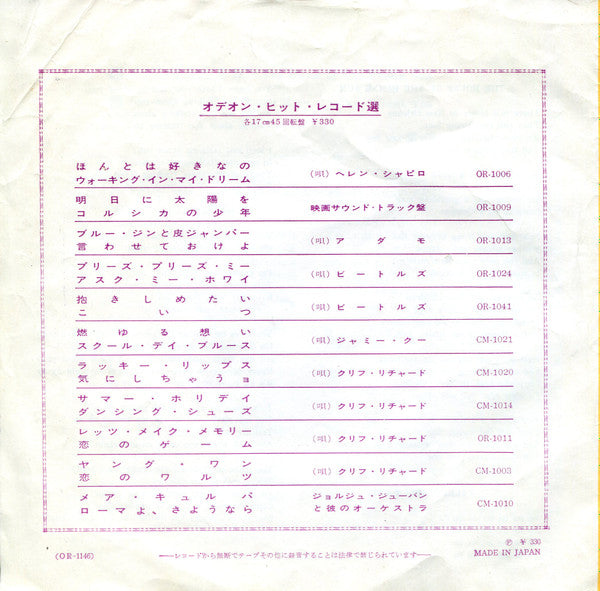 オデオン・ヒット・レコード選
各17cm45回転盤 ￥330
ほんとは好きなの
ウォーキング・イン・マイ・ドリーム
(唄) ヘレン・シャピロ OR-1006
明日に太陽を
コルシカの少年
映画サウンド・トラック盤 OR-1009
ブルー・ジンと皮ジャンパー
言わせておけよ
(唄) アダモ OR-1013
プリーズ・プリーズ・ミー
アスク・ミー・ホワイ
(唄) ビートルズ OR-1024
抱きしめたい
こいつ
(唄) ビートルズ OR-1041
燃ゆる想い
スクール・デイ・ブルース
(唄) ジャミー・クー CM-1021
ラッキー・リップス
気にしちゃうョ
(唄) クリフ・リチャード CM-1020
サマー・ホリデイ
ダンシング・シューズ
(唄) クリフ・リチャード CM-1014
レッツ・メイク・メモリー
恋のゲーム
(唄) クリフ・リチャード OR-1011
ヤング・ワン
恋のワルツ
(唄) クリフ・リチャード CM-1003
メア・キュルパ
ローマよ、さようなら
ジョルジュ・ジューバン
と彼のオーケストラ CM-1010
(OR-1146)
レコードから無断でテープその他に録音することは法律で禁じられています
Ⓟ ￥330
MADE IN JAPAN